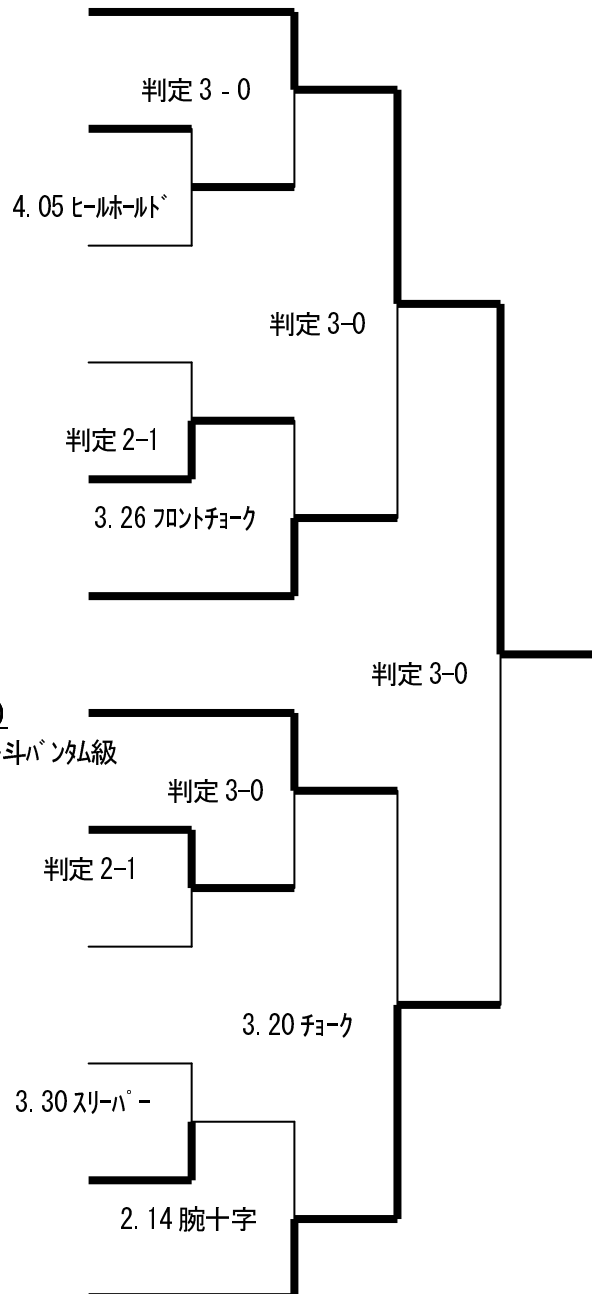 判定 3 - 0
4. 05 ﾋｰﾙﾎｰﾙﾄﾞ
判定 3-0
判定 2-1
3. 26 ﾌﾛﾝﾄﾁｮｰｸ
判定 3-0
)
斗ﾊﾞﾝﾀﾑ級
判定 3-0
判定 2-1
3. 20 ﾁｮｰｸ
3. 30 ｽﾘｰﾊﾟｰ
2. 14 腕十字